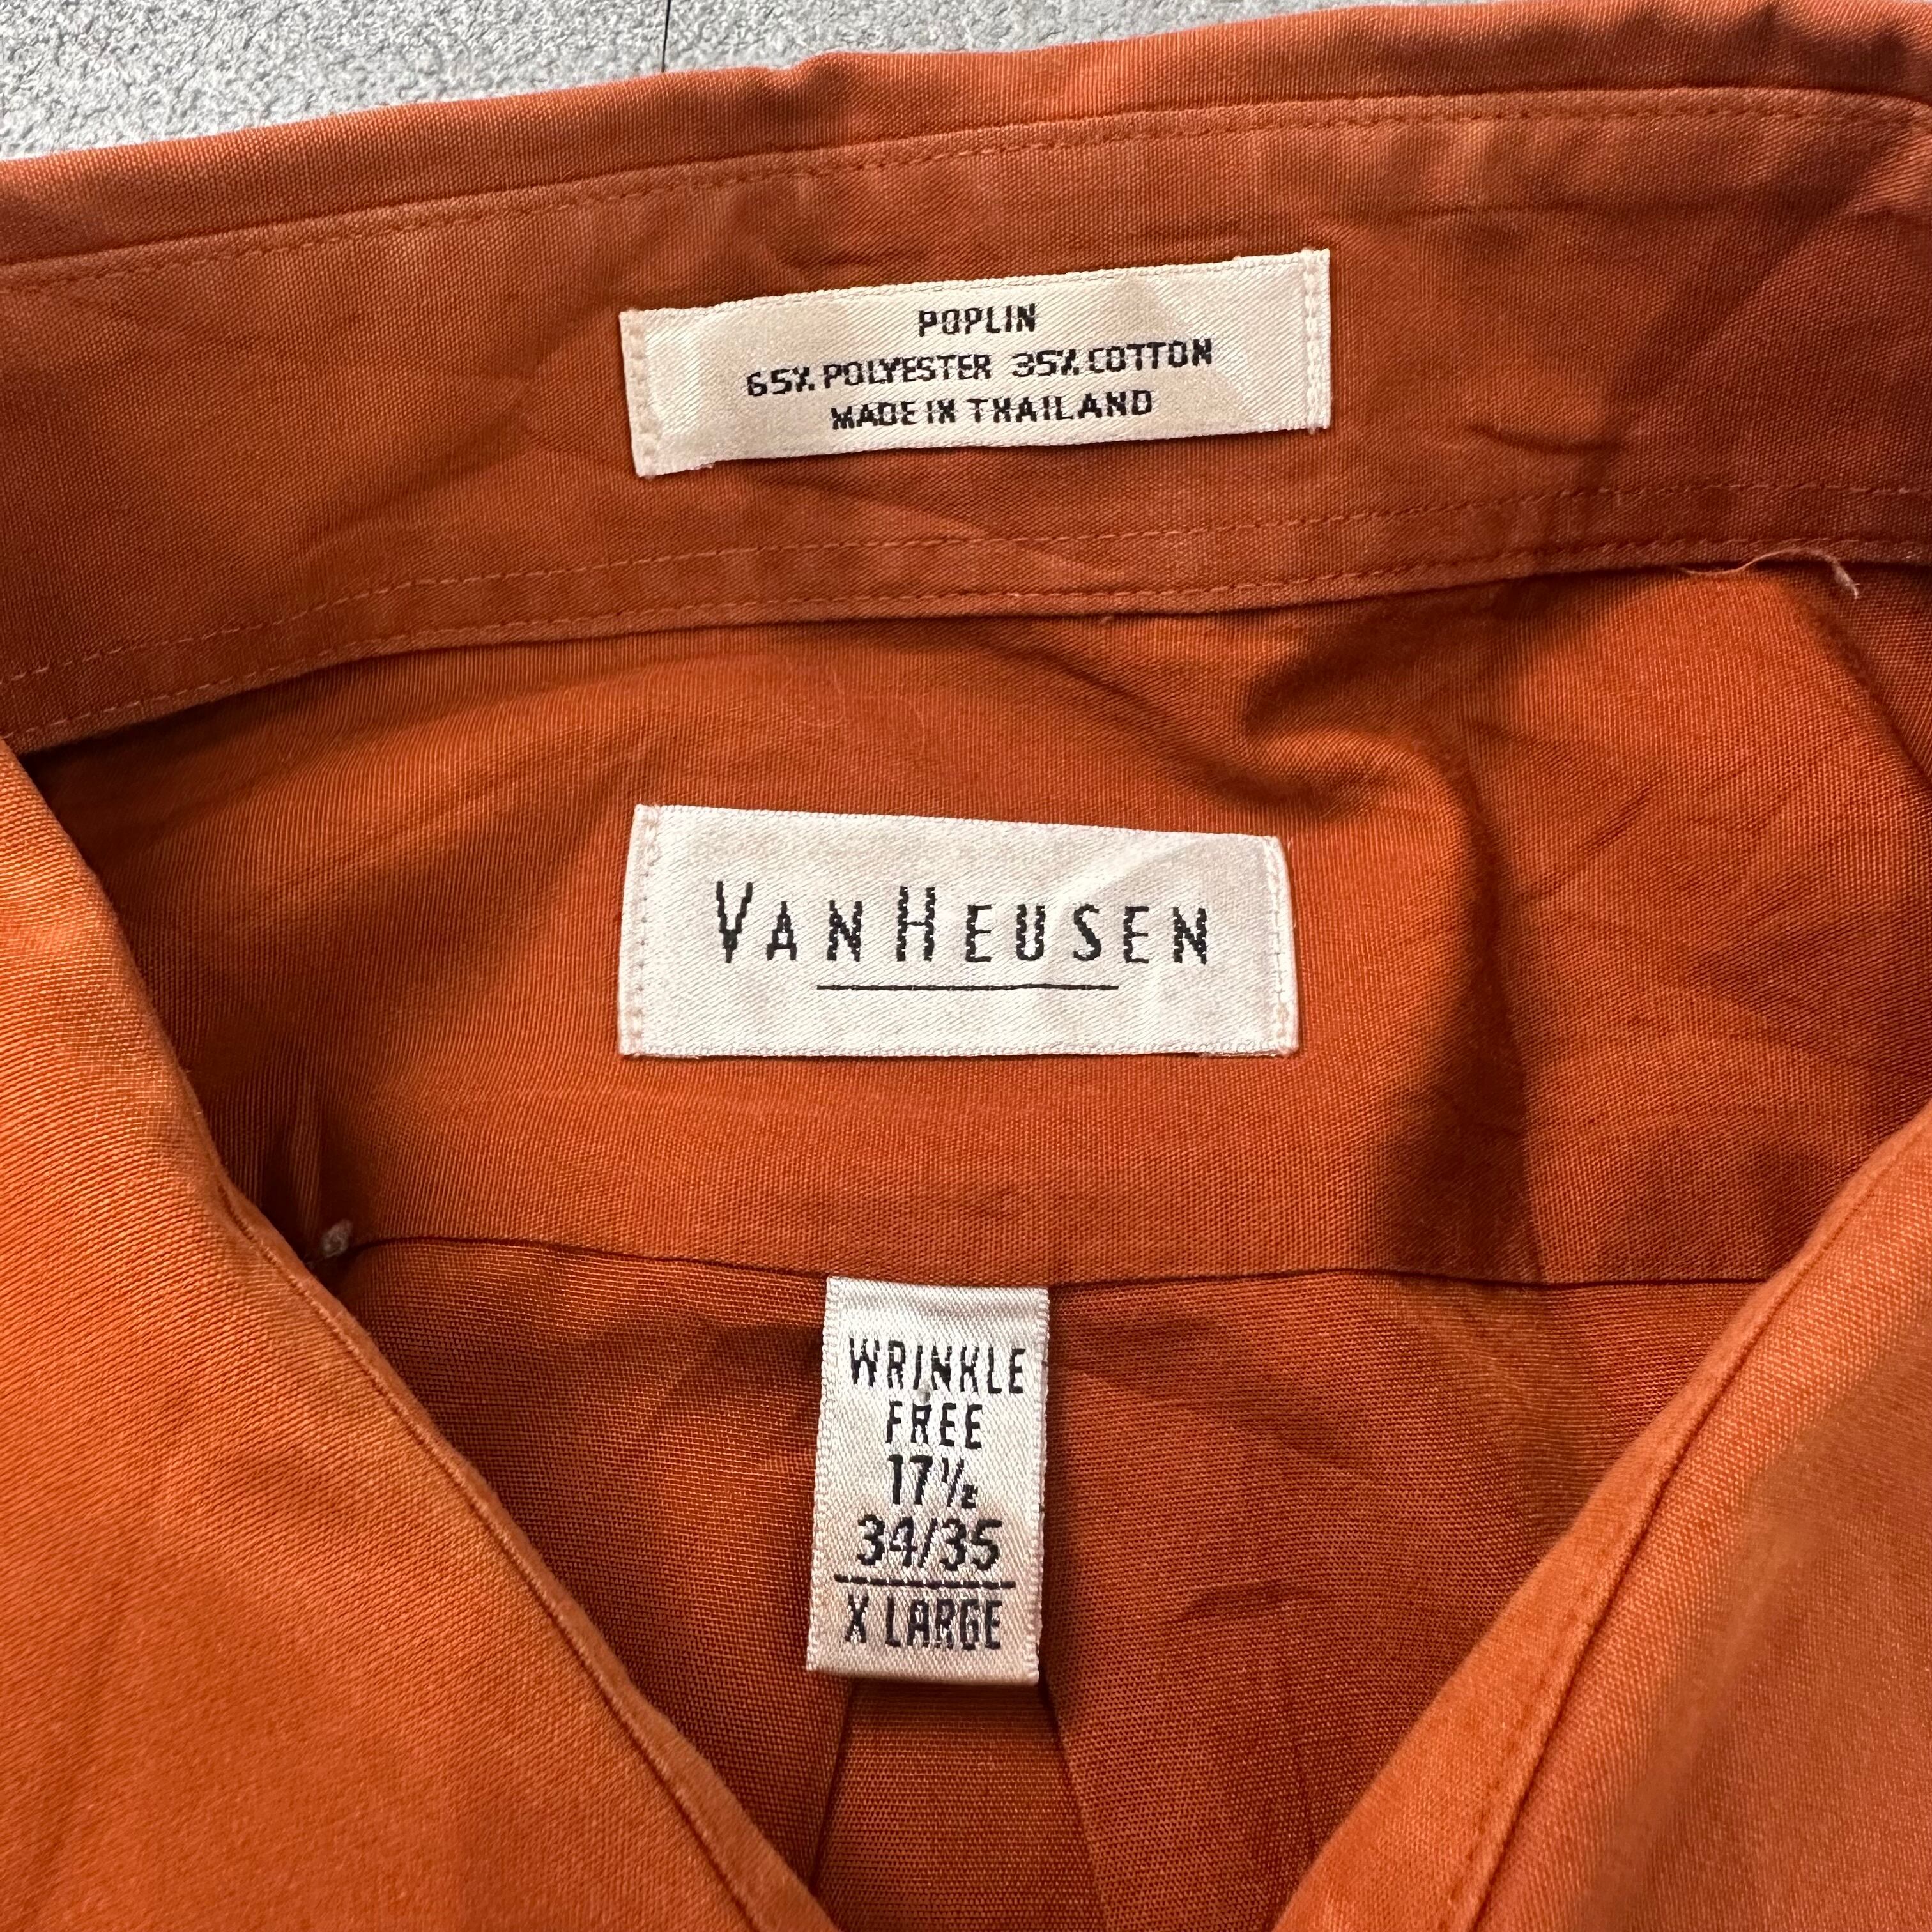 POPLIN
65% POLYESTER 35% COTTON
MADE IN THAILAND
VAN HEUSEN
WRINKLE
FREE
17½
34/35
X LARGE